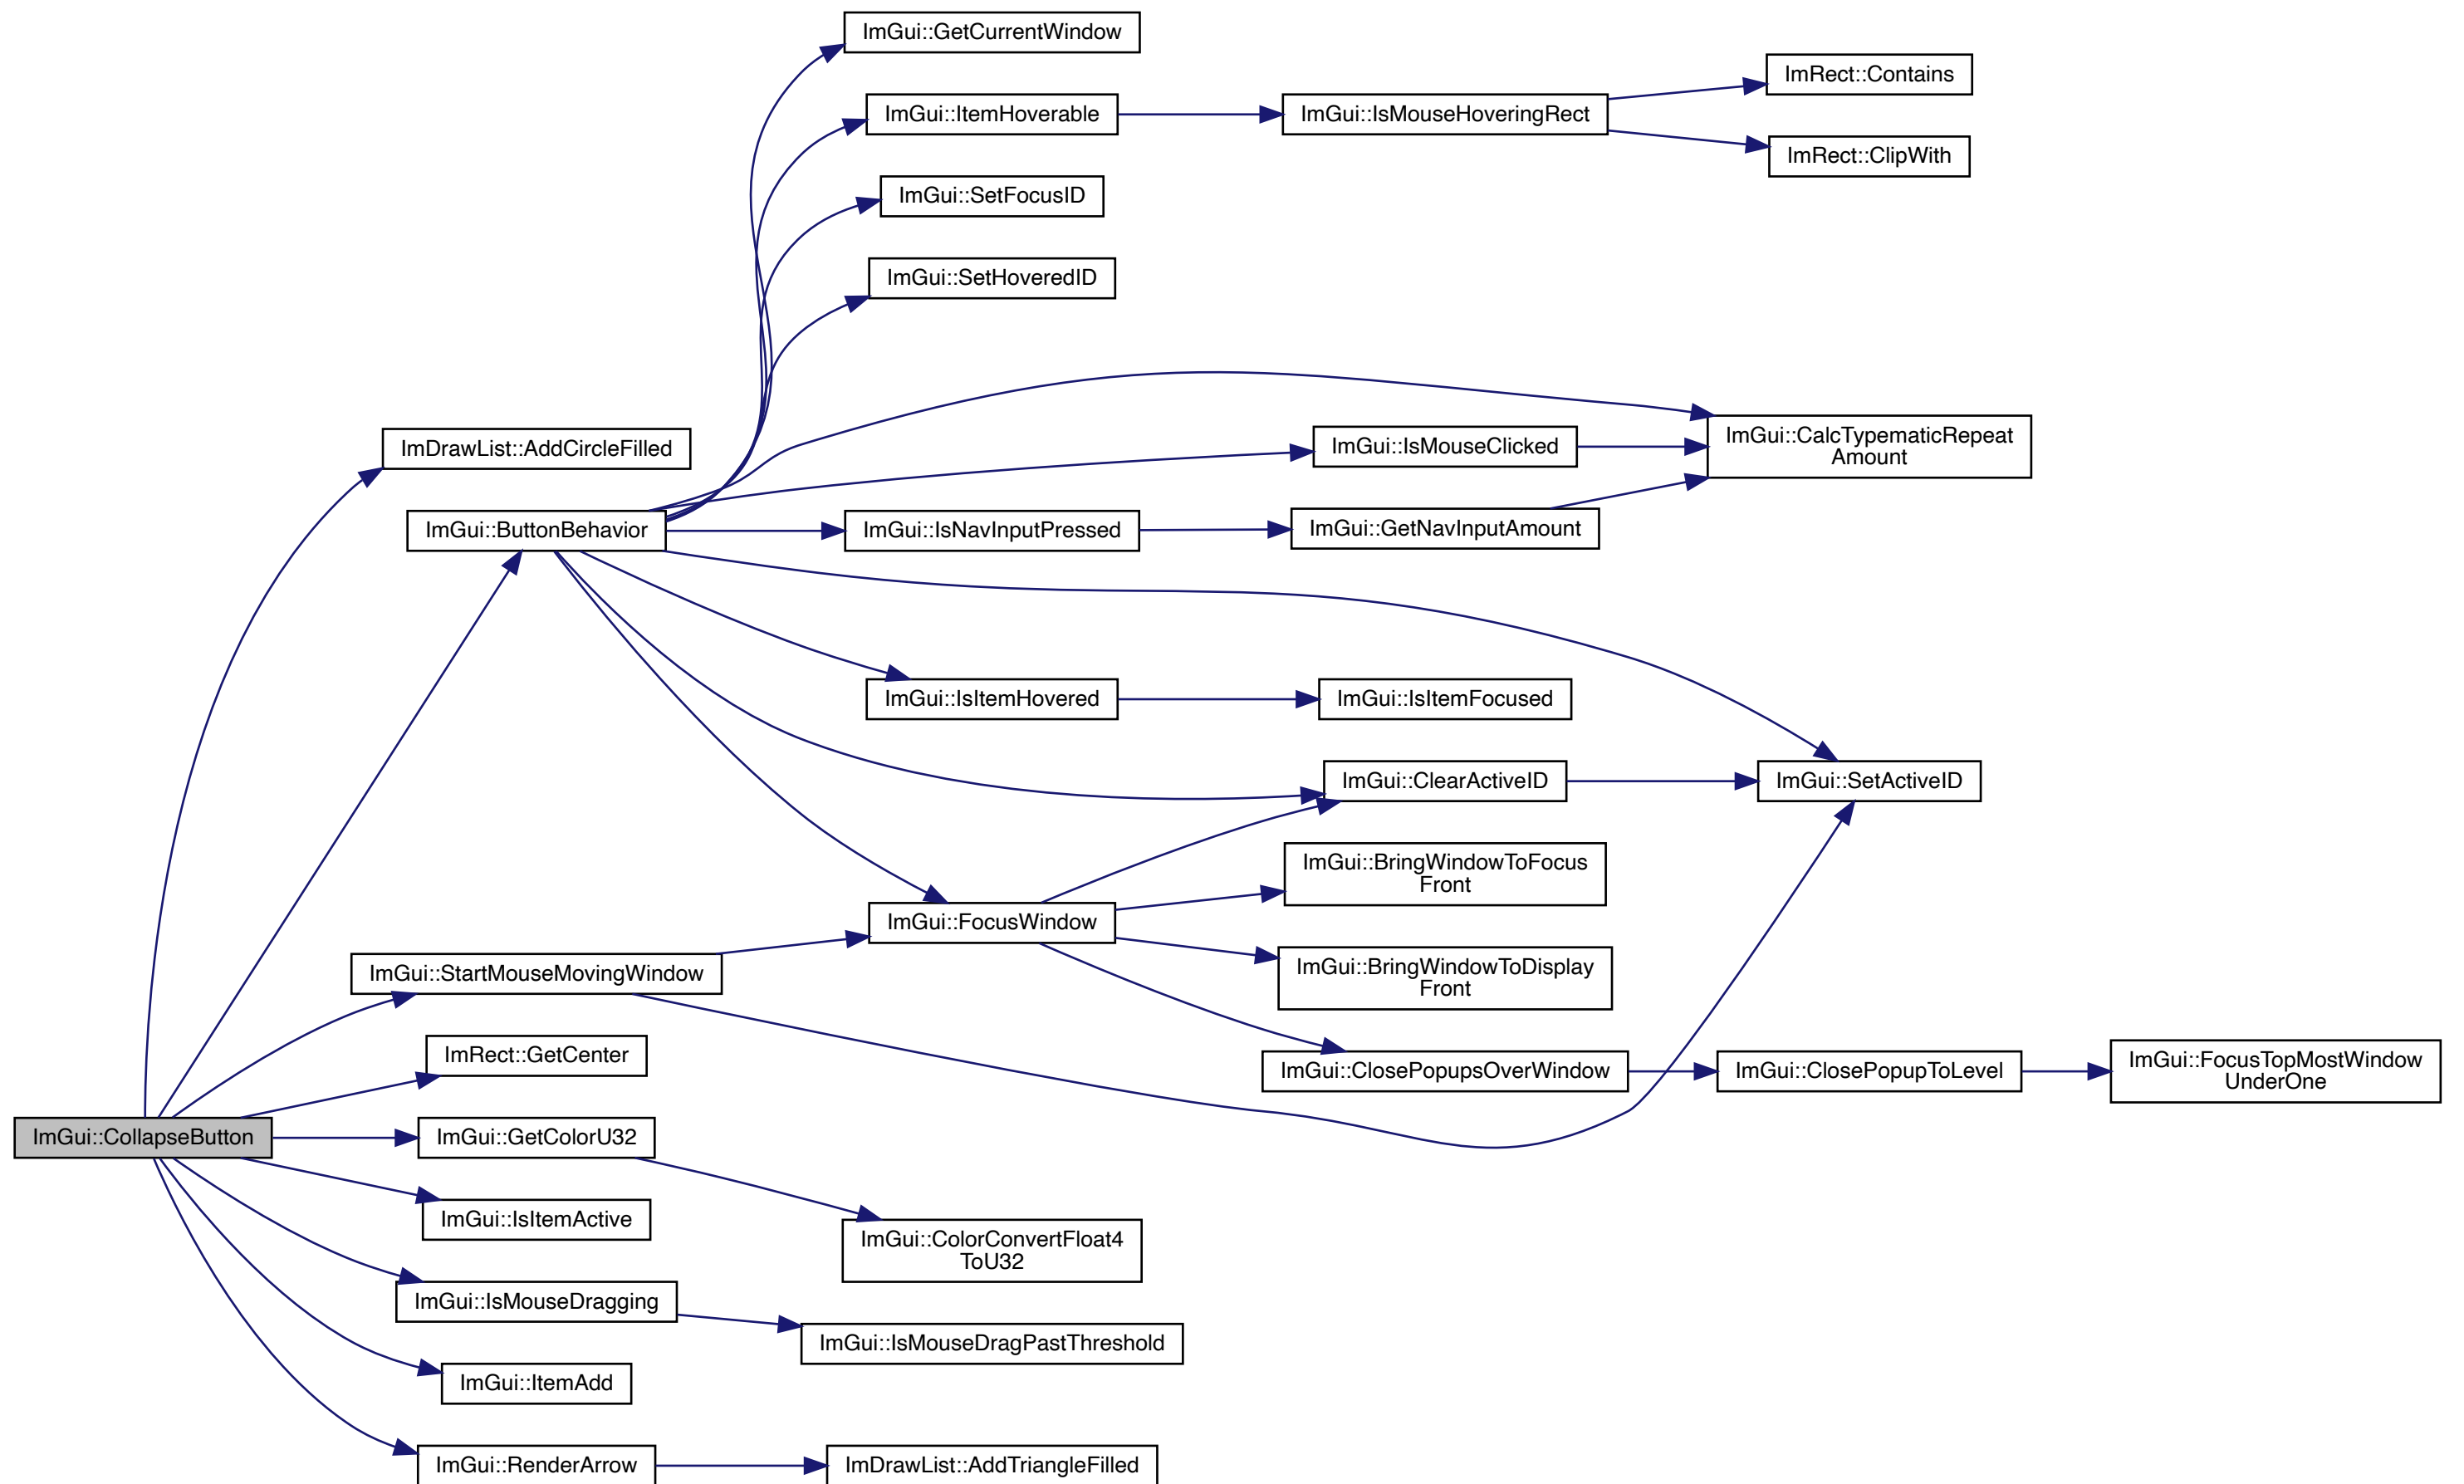 ImGui::GetCurrentWindow
ImRect::Contains
ImGui::ItemHoverable
ImGui::IsMouseHoveringRect
ImRect::ClipWith
ImGui::SetFocusID
ImGui::SetHoveredID
ImDrawList::AddCircleFilled
ImGui::IsMouseClicked
ImGui::CalcTypematicRepeat
Amount
ImGui::ButtonBehavior
ImGui::IsNavInputPressed
ImGui::GetNavInputAmount
ImGui::IsItemHovered
ImGui::IsItemFocused
ImGui::ClearActiveID
ImGui::SetActiveID
ImGui::BringWindowToFocus
Front
ImGui::FocusWindow
ImGui::StartMouseMovingWindow
ImGui::BringWindowToDisplay
Front
ImRect::GetCenter
ImGui::ClosePopupsOverWindow
ImGui::ClosePopupToLevel
ImGui::FocusTopMostWindow
UnderOne
ImGui::CollapseButton
ImGui::GetColorU32
ImGui::IsItemActive
ImGui::ColorConvertFloat4
ToU32
ImGui::IsMouseDragging
ImGui::IsMouseDragPastThreshold
ImGui::ItemAdd
ImGui::RenderArrow
ImDrawList::AddTriangleFilled